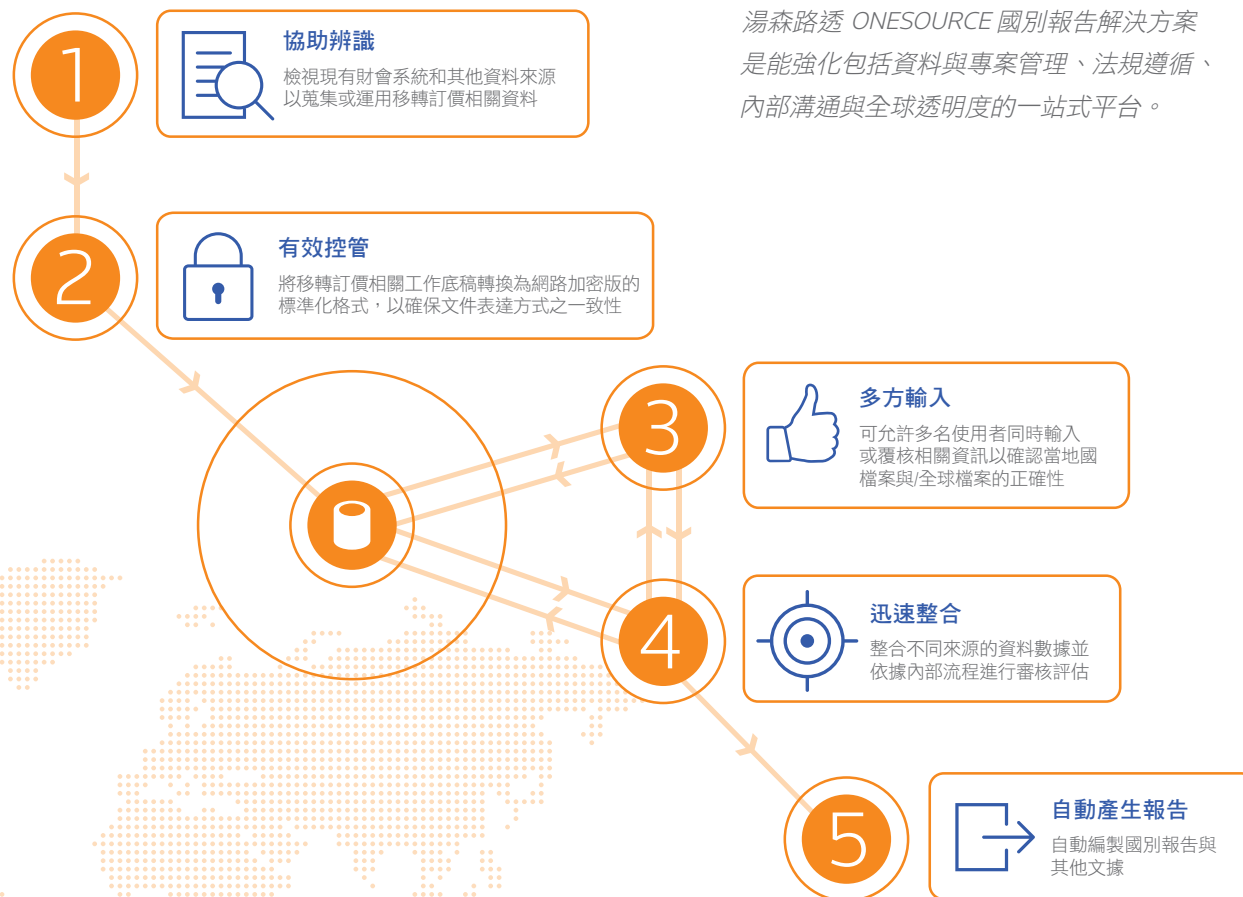 湯森路透 ONESOURCE 國別報告解決方案
是能強化包括資料與專案管理、法規遵循、
內部溝通與全球透明度的一站式平台。
1
協助辨識
檢視現有財會系統和其他資料來源
以蒐集或運用移轉訂價相關資料
2
有效控管
將移轉訂價相關工作底稿轉換為網路加密版的
標準化格式，以確保文件表達方式之一致性
3
多方輸入
可允許多名使用者同時輸入
或覆核相關資訊以確認當地國
檔案與/全球檔案的正確性
4
迅速整合
整合不同來源的資料數據並
依據內部流程進行審核評估
5
自動產生報告
自動編製國別報告與
其他文據